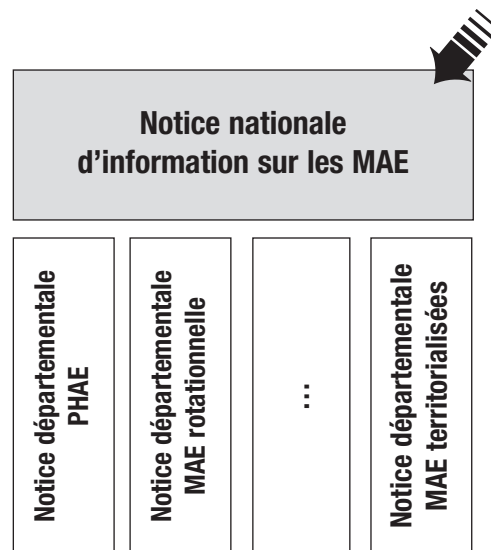 Notice nationale
d’information sur les MAE
Notice départementale
PHAE
Notice départementale
MAE rotationnelle
...
Notice départementale
MAE territorialisées